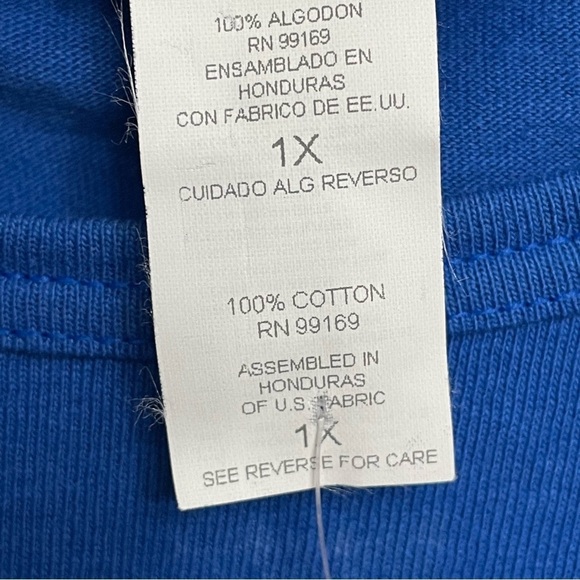 100% ALGODON
RN 99169
ENSAMBLADO EN
HONDURAS
CON FABRICO DE EE.UU.
1X
CUIDADO ALG REVERSO
100% COTTON
RN 99169
ASSEMBLED IN
HONDURAS
OF U.S. FABRIC
1X
SEE REVERSE FOR CARE